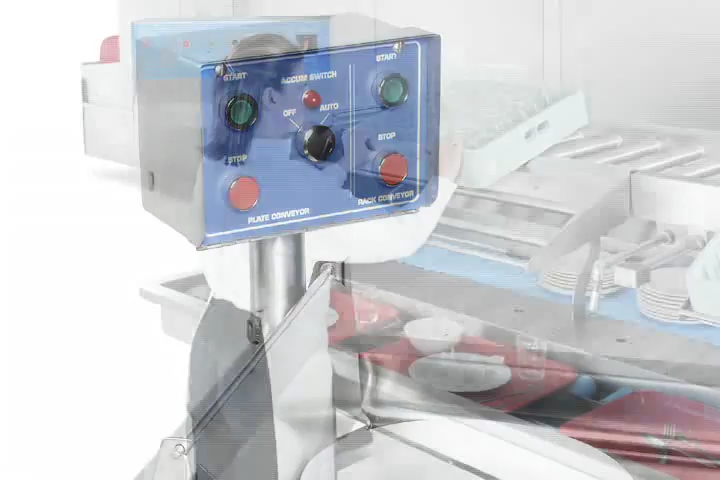 START
ACCUM SWITCH
START
OFF
AUTO
STOP
STOP
PLATE CONVEYOR
RACK CONVEYOR